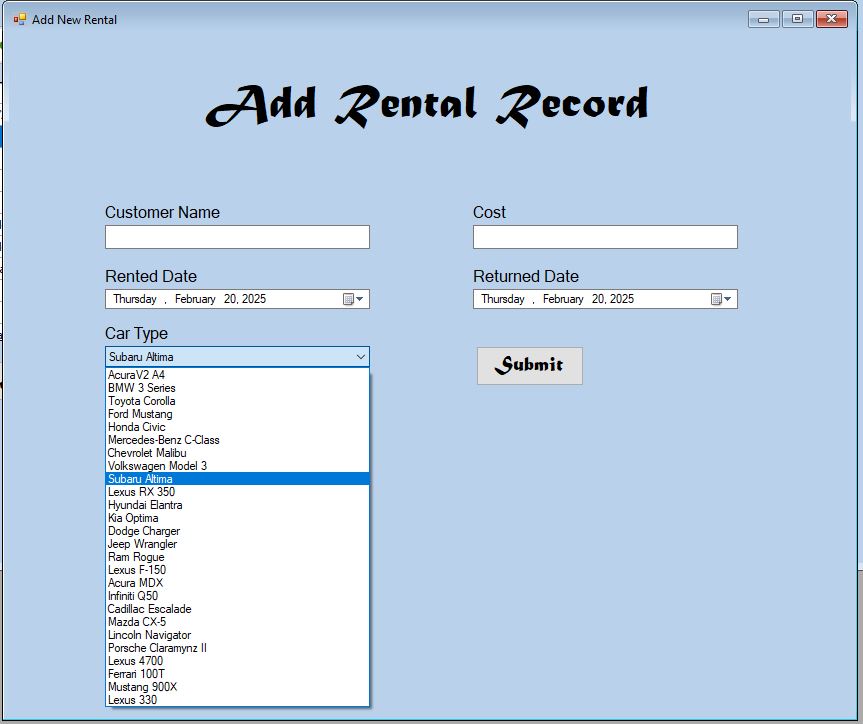 Add New Rental
Add Rental Record
Customer Name
Cost
Rented Date
Returned Date
Thursday , February 20, 2025
Thursday , February 20, 2025
Car Type
Subaru Altima
Submit
AcuraV2 A4
BMW 3 Series
Toyota Corolla
Ford Mustang
Honda Civic
Mercedes-Benz C-Class
Chevrolet Malibu
Volkswagen Model 3
Subaru Altima
Lexus RX 350
Hyundai Elantra
Kia Optima
Dodge Charger
Jeep Wrangler
Ram Rogue
Lexus F-150
Acura MDX
Infiniti Q50
Cadillac Escalade
Mazda CX-5
Lincoln Navigator
Porsche Claramynz II
Lexus 4700
Ferrari 100T
Mustang 900X
Lexus 330